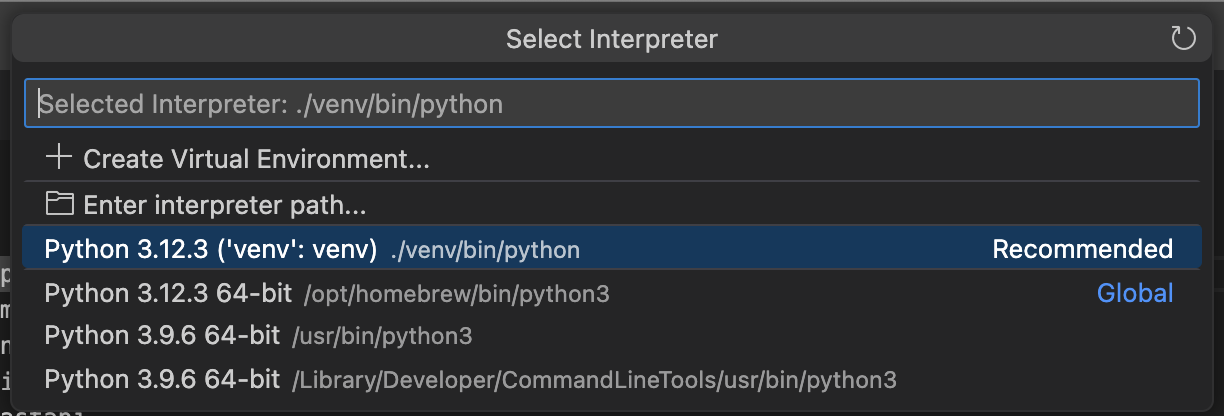 Select Interpreter
Selected Interpreter: ./venv/bin/python
Create Virtual Environment...
Enter interpreter path...
Python 3.12.3 ('venv': venv) ./venv/bin/python Recommended
Python 3.12.3 64-bit /opt/homebrew/bin/python3 Global
Python 3.9.6 64-bit /usr/bin/python3
Python 3.9.6 64-bit /Library/Developer/CommandLineTools/usr/bin/python3